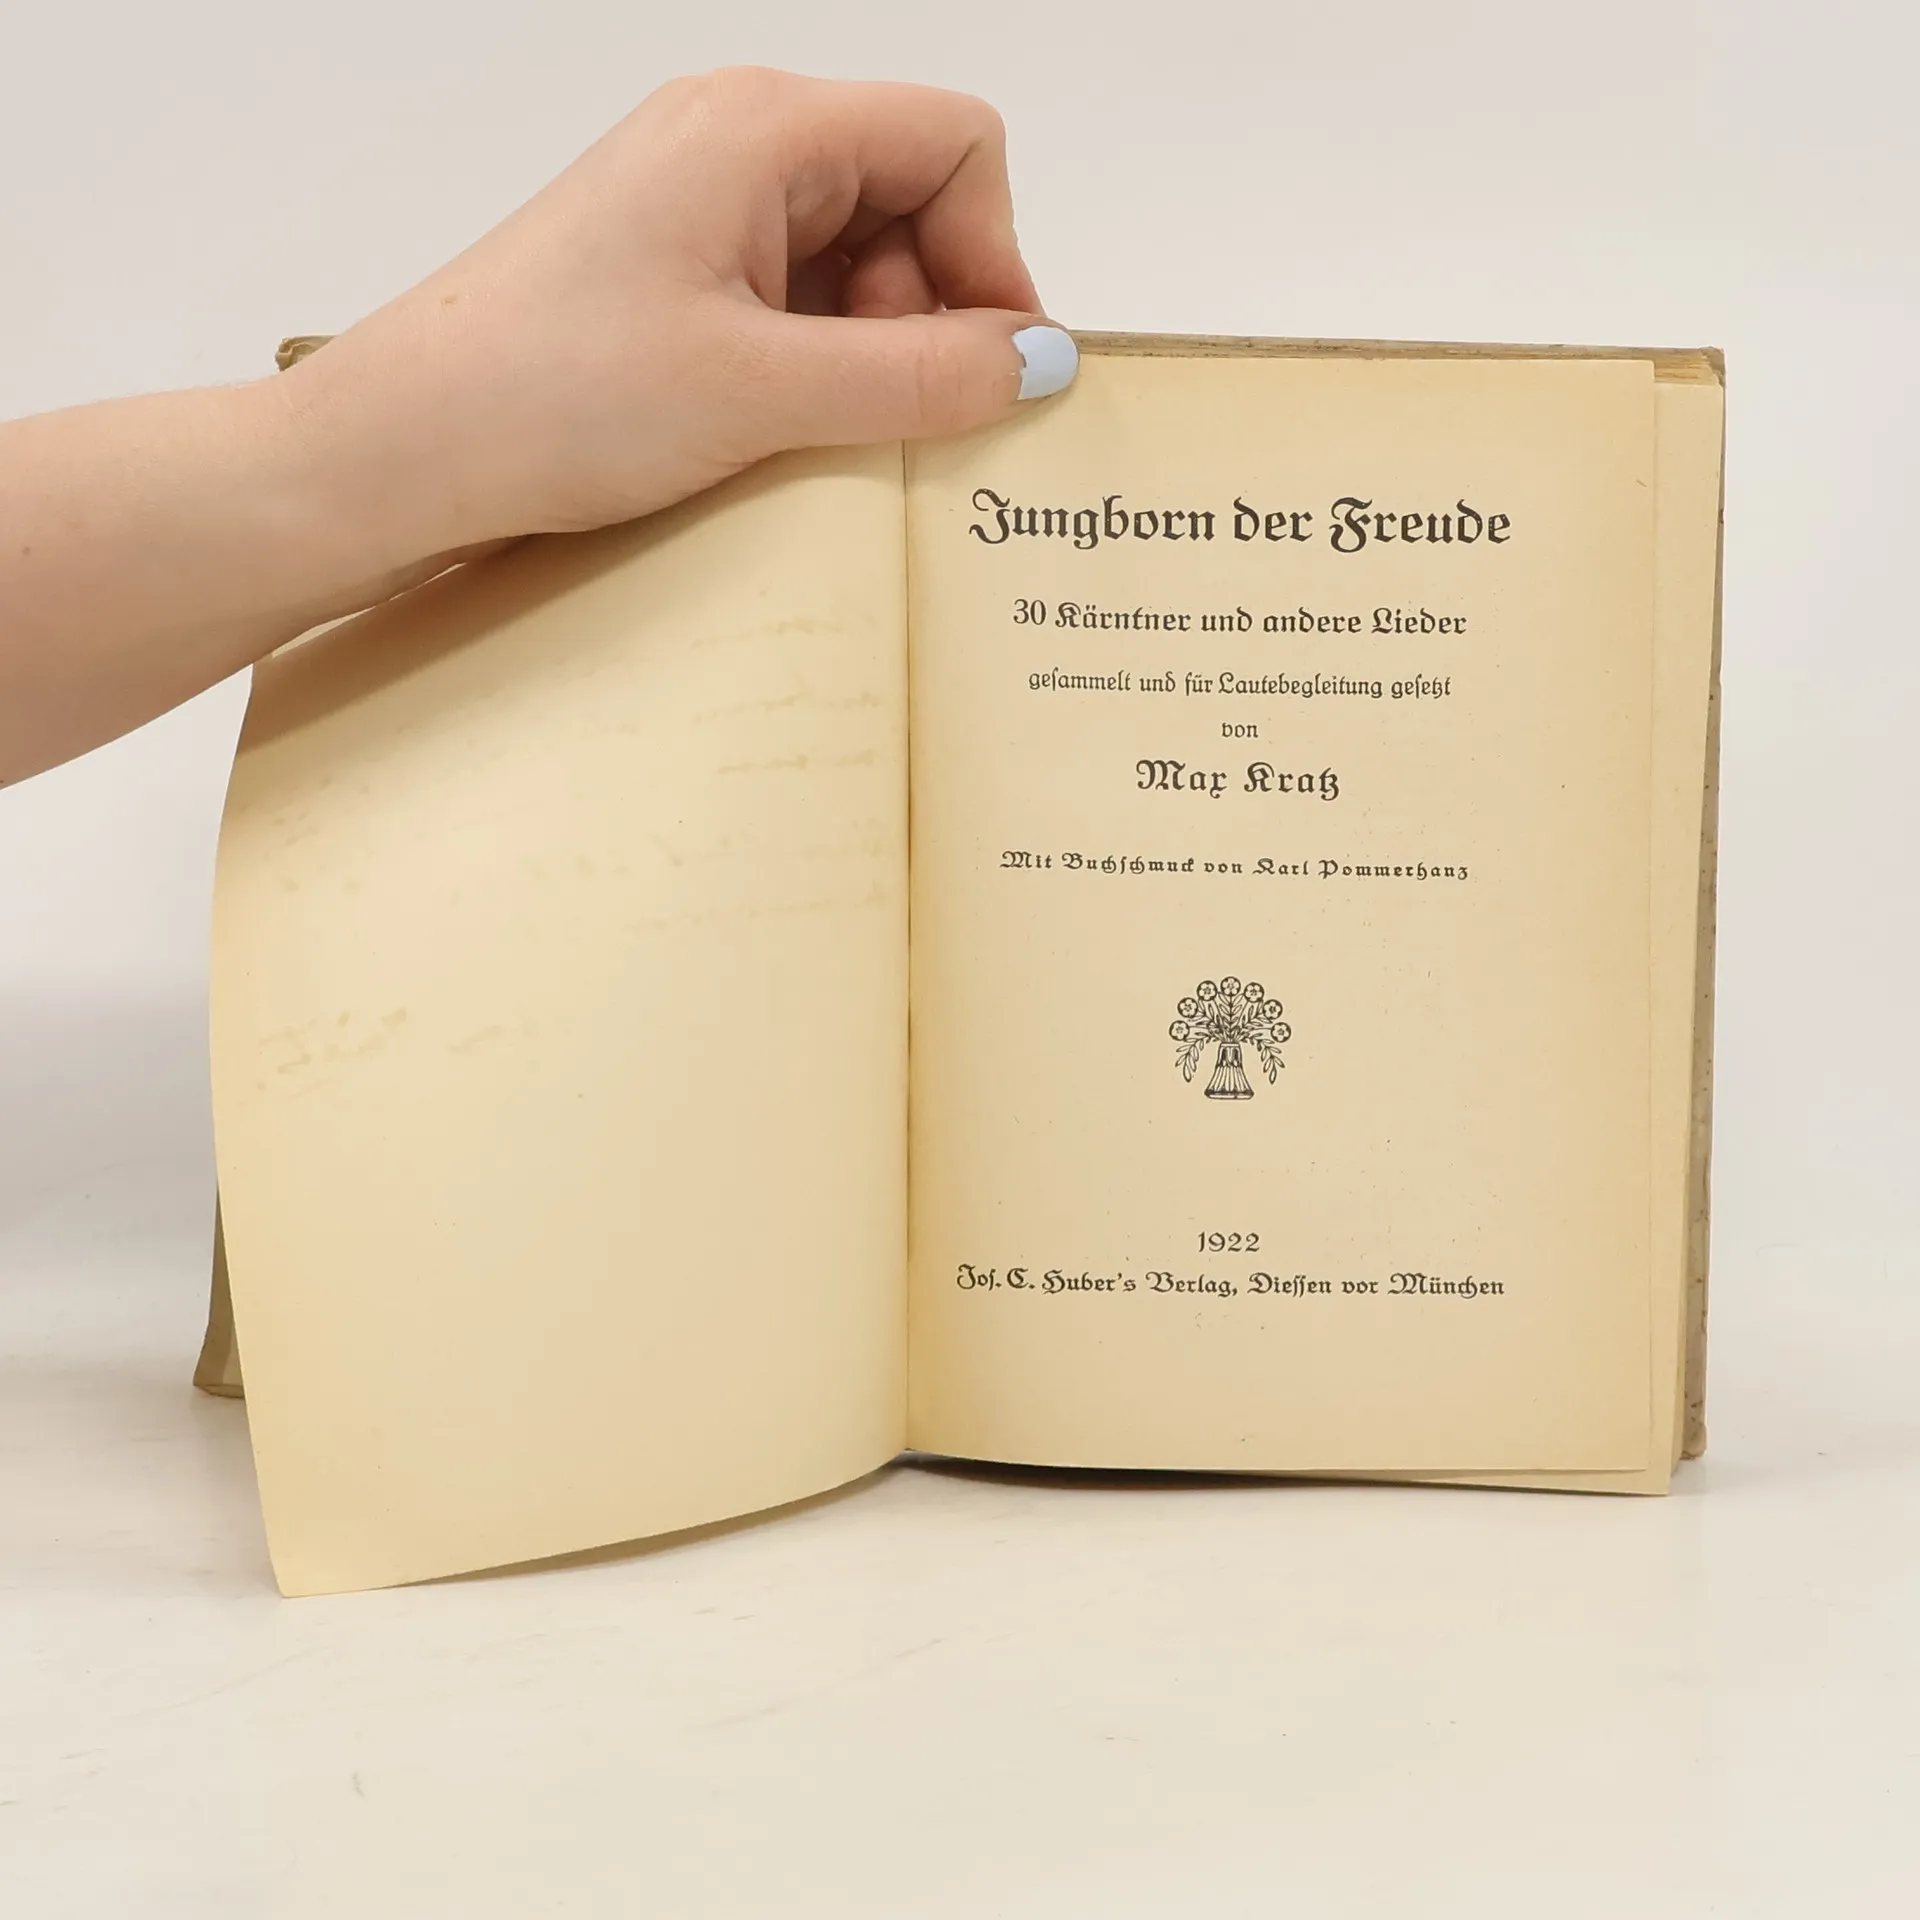 Jungborn der Freude
30 Kärntner und andere Lieder
gesammelt und für Lautebegleitung gesetzt
von
Max Kratz
Mit Buchschmuck von Karl Pommerhanz
1922
Jos. C. Huber's Verlag, Diessen vor München